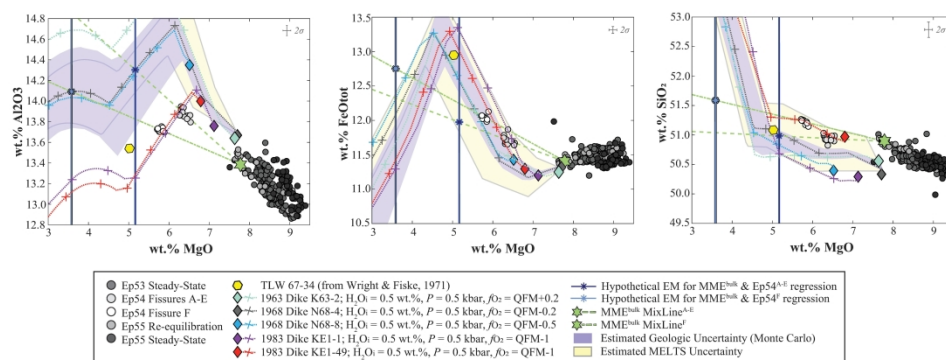 14.8
14.6
14.4
14.2
14.0
13.8
13.6
13.4
13.2
13.0
12.8
wt.% Al2O3
3 4 5 6 7 8 9
wt.% MgO
2σ
13.5
13.0
12.5
12.0
11.5
11.0
10.5
wt.% FeOtot
3 4 5 6 7 8 9
wt.% MgO
2σ
52.0
51.5
51.0
50.5
50.0
49.5
wt.% SiO₂
3 4 5 6 7 8 9
wt.% MgO
2σ
Ep53 Steady-State
Ep54 Fissures A-E
Ep54 Fissure F
Ep55 Re-equilibration
Ep55 Steady-State
TLW 67-34 (from Wright & Fiske, 1971)
1963 Dike K63-2; H₂Oᵢ = 0.5 wt.%, P = 0.5 kbar, fO₂ = QFM+0.2
1968 Dike N68-4; H₂Oᵢ = 0.5 wt.%, P = 0.5 kbar, fO₂ = QFM-0.2
1968 Dike N68-8; H₂Oᵢ = 0.5 wt.%, P = 0.5 kbar, fO₂ = QFM-0.5
1983 Dike KE1-1; H₂Oᵢ = 0.5 wt.%, P = 0.5 kbar, fO₂ = QFM-1
1983 Dike KE1-49; H₂Oᵢ = 0.5 wt.%, P = 0.5 kbar, fO₂ = QFM-1
Hypothetical EM for MMEᵇᵘˡᵏ & Ep54ᴬ⁻ᴱ regression
Hypothetical EM for MMEᵇᵘˡᵏ & Ep54ᶠ regression
MMEᵇᵘˡᵏ MixLineᴬ⁻ᴱ
MMEᵇᵘˡᵏ MixLineᶠ
Estimated Geologic Uncertainty (Monte Carlo)
Estimated MELTS Uncertainty